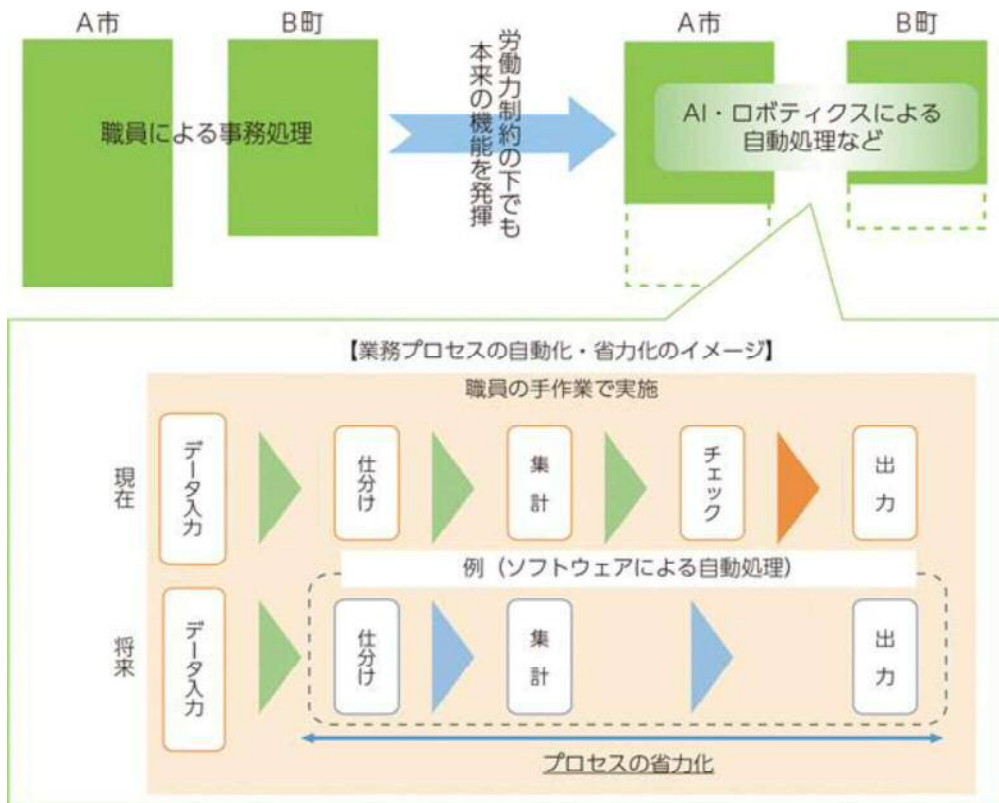 A市
B町
職員による事務処理
労働力制約の下でも
本来の機能を発揮
A市
B町
AI・ロボティクスによる
自動処理など
【業務プロセスの自動化・省力化のイメージ】
職員の手作業で実施
現在
データ入力
仕分け
集計
チェック
出力
例（ソフトウェアによる自動処理）
将来
データ入力
仕分け
集計
出力
プロセスの省力化